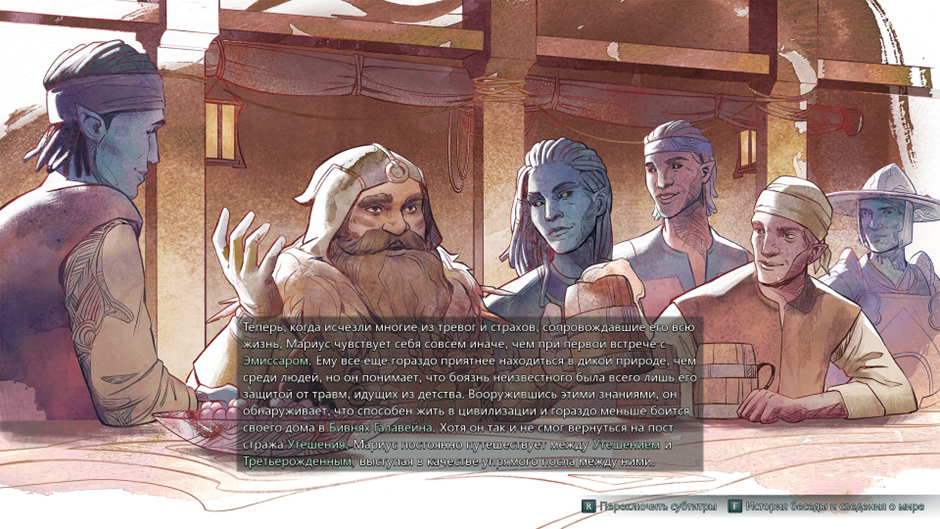 Теперь, когда исчезли многие из тревог и страхов, сопровождавшие его всю
жизнь, Мариус чувствует себя совсем иначе, чем при первой встрече с
Эмиссаром. Ему все еще гораздо приятнее находиться в дикой природе, чем
среди людей, но он понимает, что боязнь неизвестного была всего лишь его
защитой от травм, идущих из детства. Вооружившись этими знаниями, он
обнаруживает, что способен жить в цивилизации и гораздо меньше боится
своего дома в Бивнях Галавейна. Хотя он так и не смог вернуться на пост
стража Утешения, Мариус постоянно путешествует между Утешением и
Третьерожденным, выступая в качестве угрямого посла между ними.
R Переключить субтитры F История беседы и сведения о мире